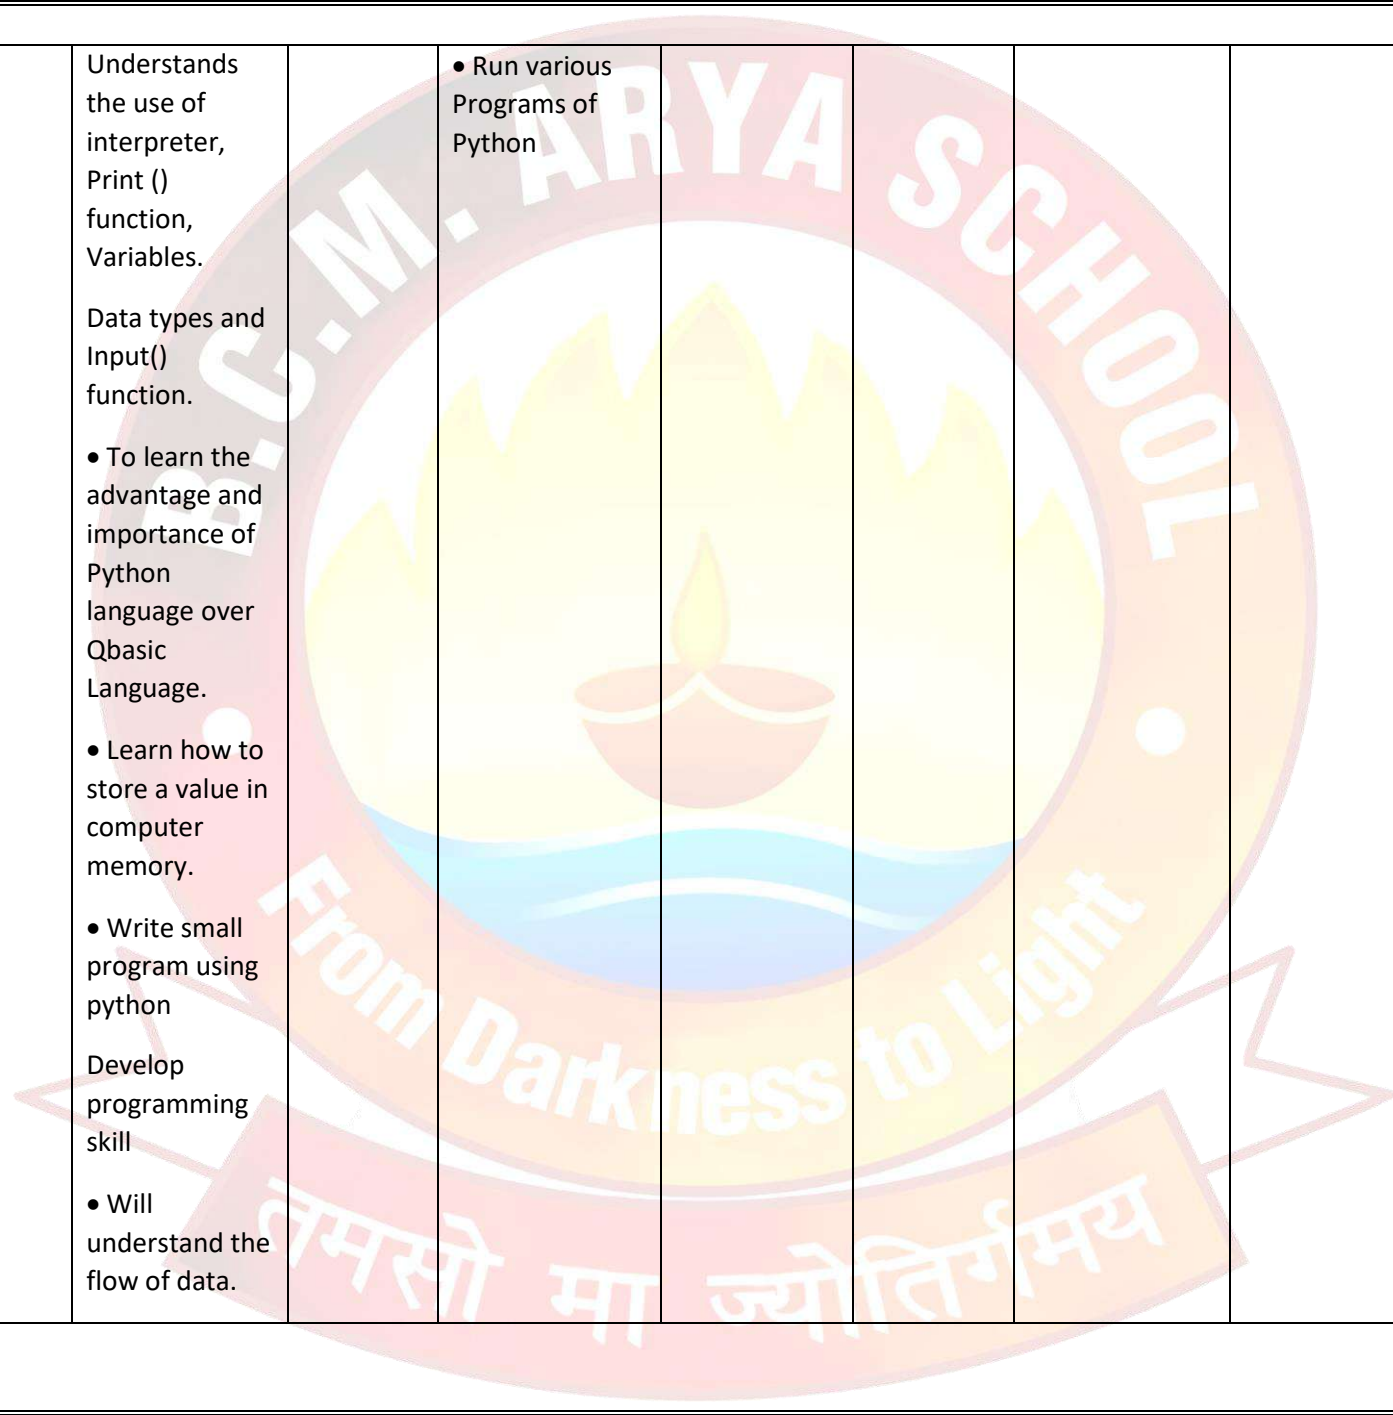 Understands
the use of
interpreter,
Print ()
function,
Variables.
Data types and
Input()
function.
• To learn the
advantage and
importance of
Python
language over
Qbasic
Language.
• Learn how to
store a value in
computer
memory.
• Write small
program using
python
Develop
programming
skill
• Will
understand the
flow of data.
• Run various
Programs of
Python
B.C.M. ARYA SCHOOL
From Darkness to Light
तमसो मा ज्योतिर्गमय